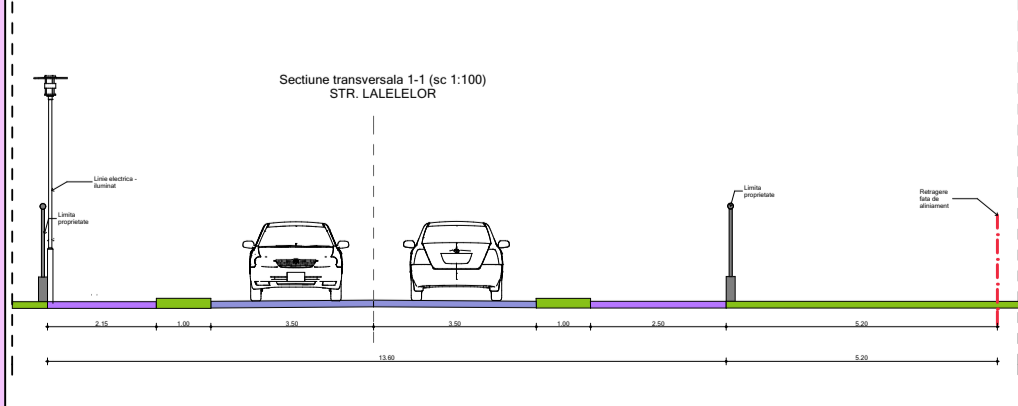 Sectiune transversala 1-1 (sc 1:100)
STR. LALELELOR
Linie electrica -
iluminat
Limita
proprietate
Limita
proprietate
Retragere
fata de
aliniament
2.15 1.00 3.50 3.50 1.00 2.50 5.20
13.60 5.20